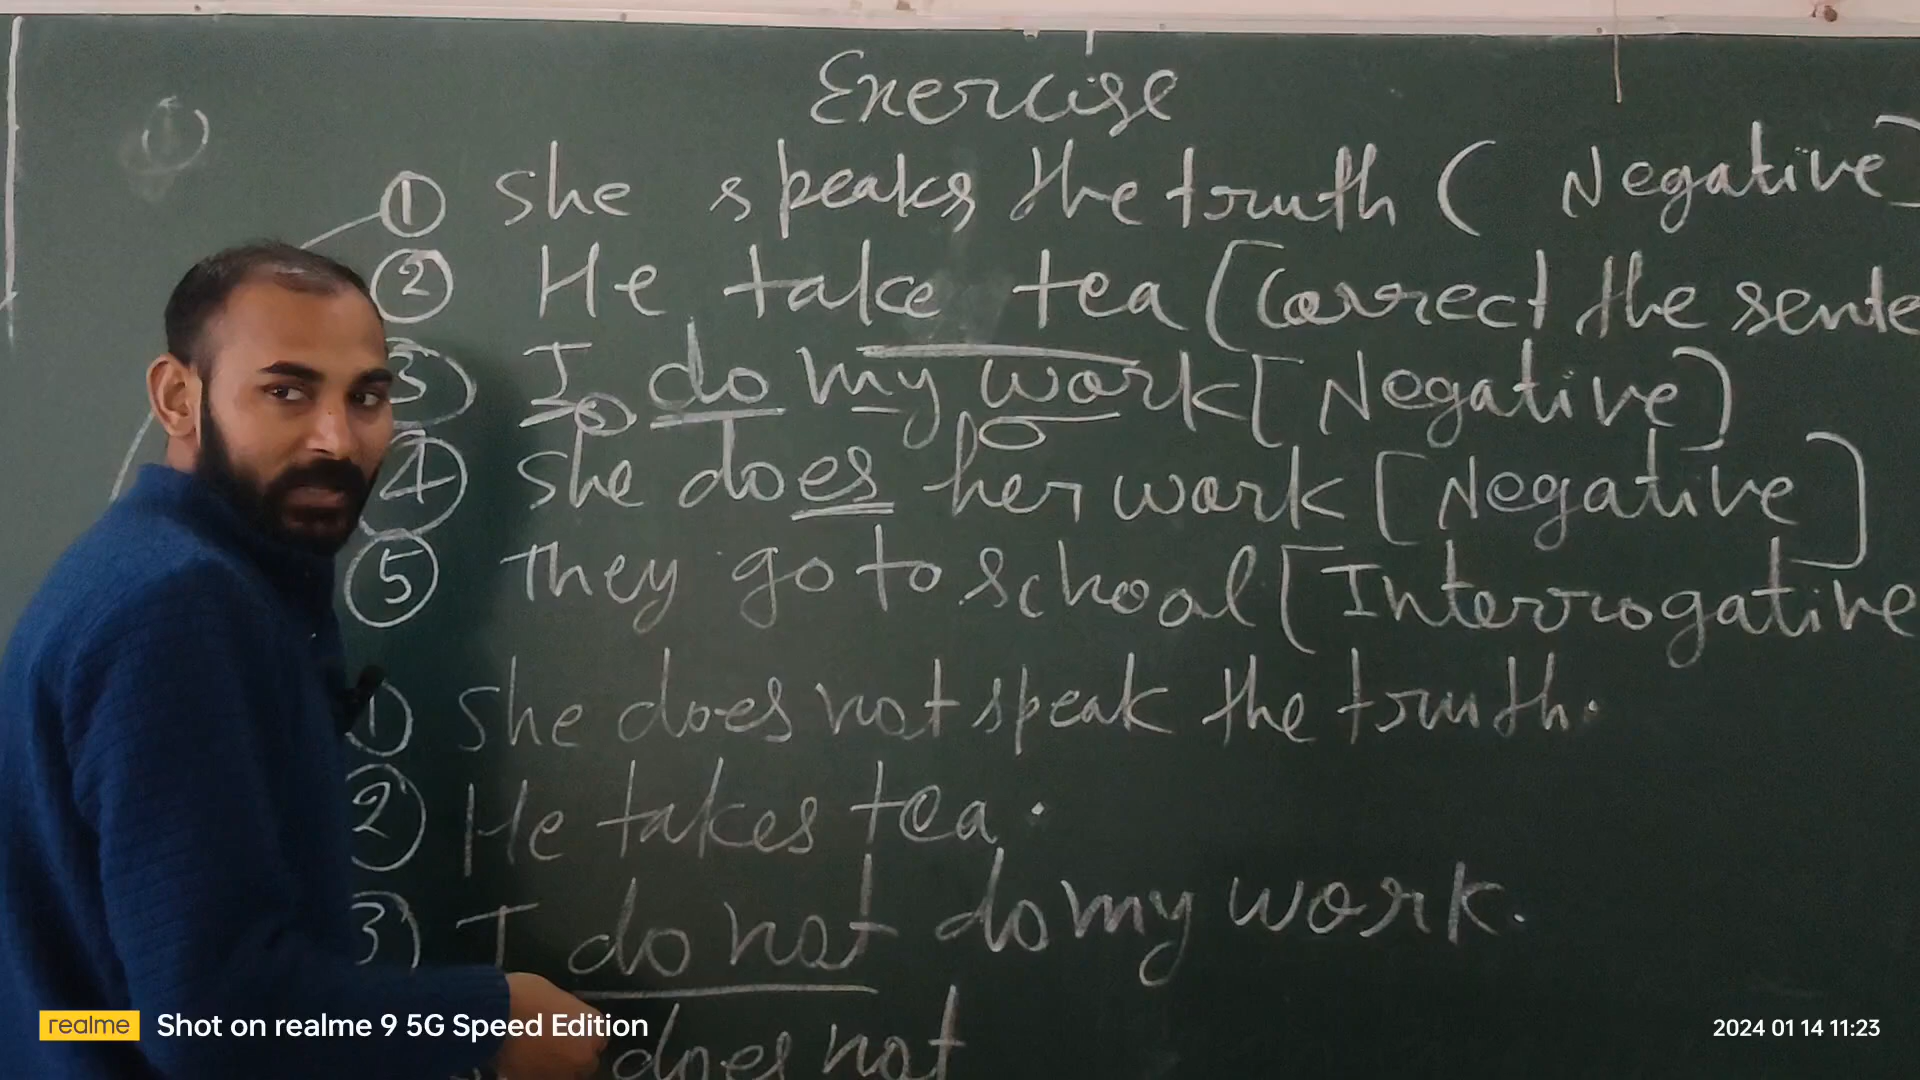 Exercise
① She speaks the truth ( Negative ]
② He take tea [ Correct the sente
③ I do my work [ Negative ]
④ She does her work [ Negative ]
⑤ They go to school [ Interrogative
① She does not speak the truth.
② He takes tea.
③ I do not do my work.
does not
realme Shot on realme 9 5G Speed Edition
2024 01 14 11:23